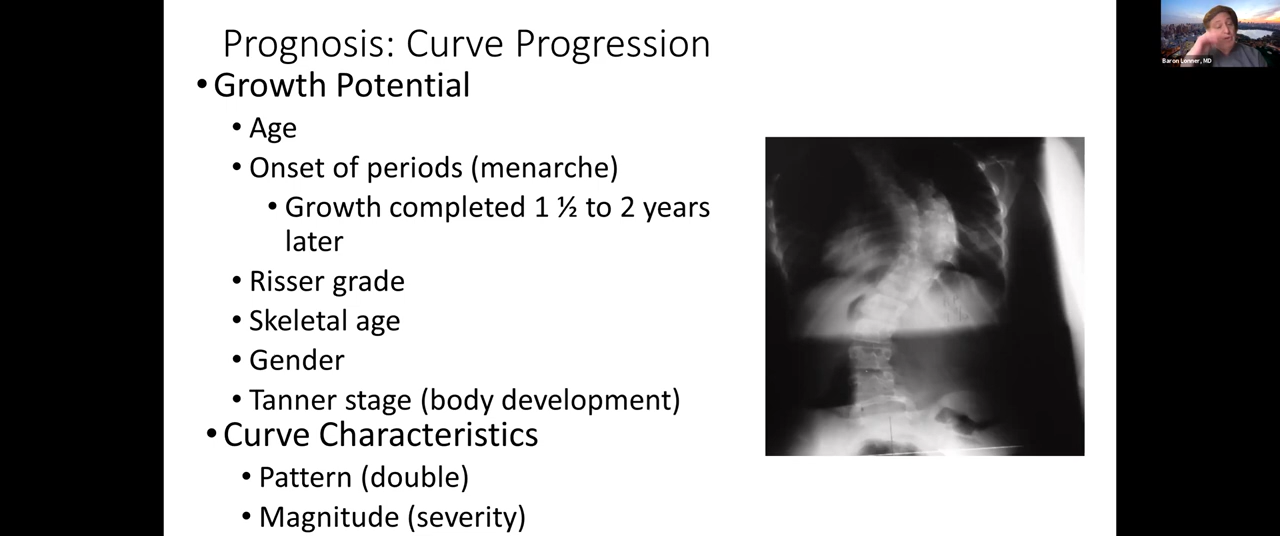 Prognosis: Curve Progression
• Growth Potential
• Age
• Onset of periods (menarche)
• Growth completed 1 ½ to 2 years
later
• Risser grade
• Skeletal age
• Gender
• Tanner stage (body development)
• Curve Characteristics
• Pattern (double)
• Magnitude (severity)
Baron Lonner, MD